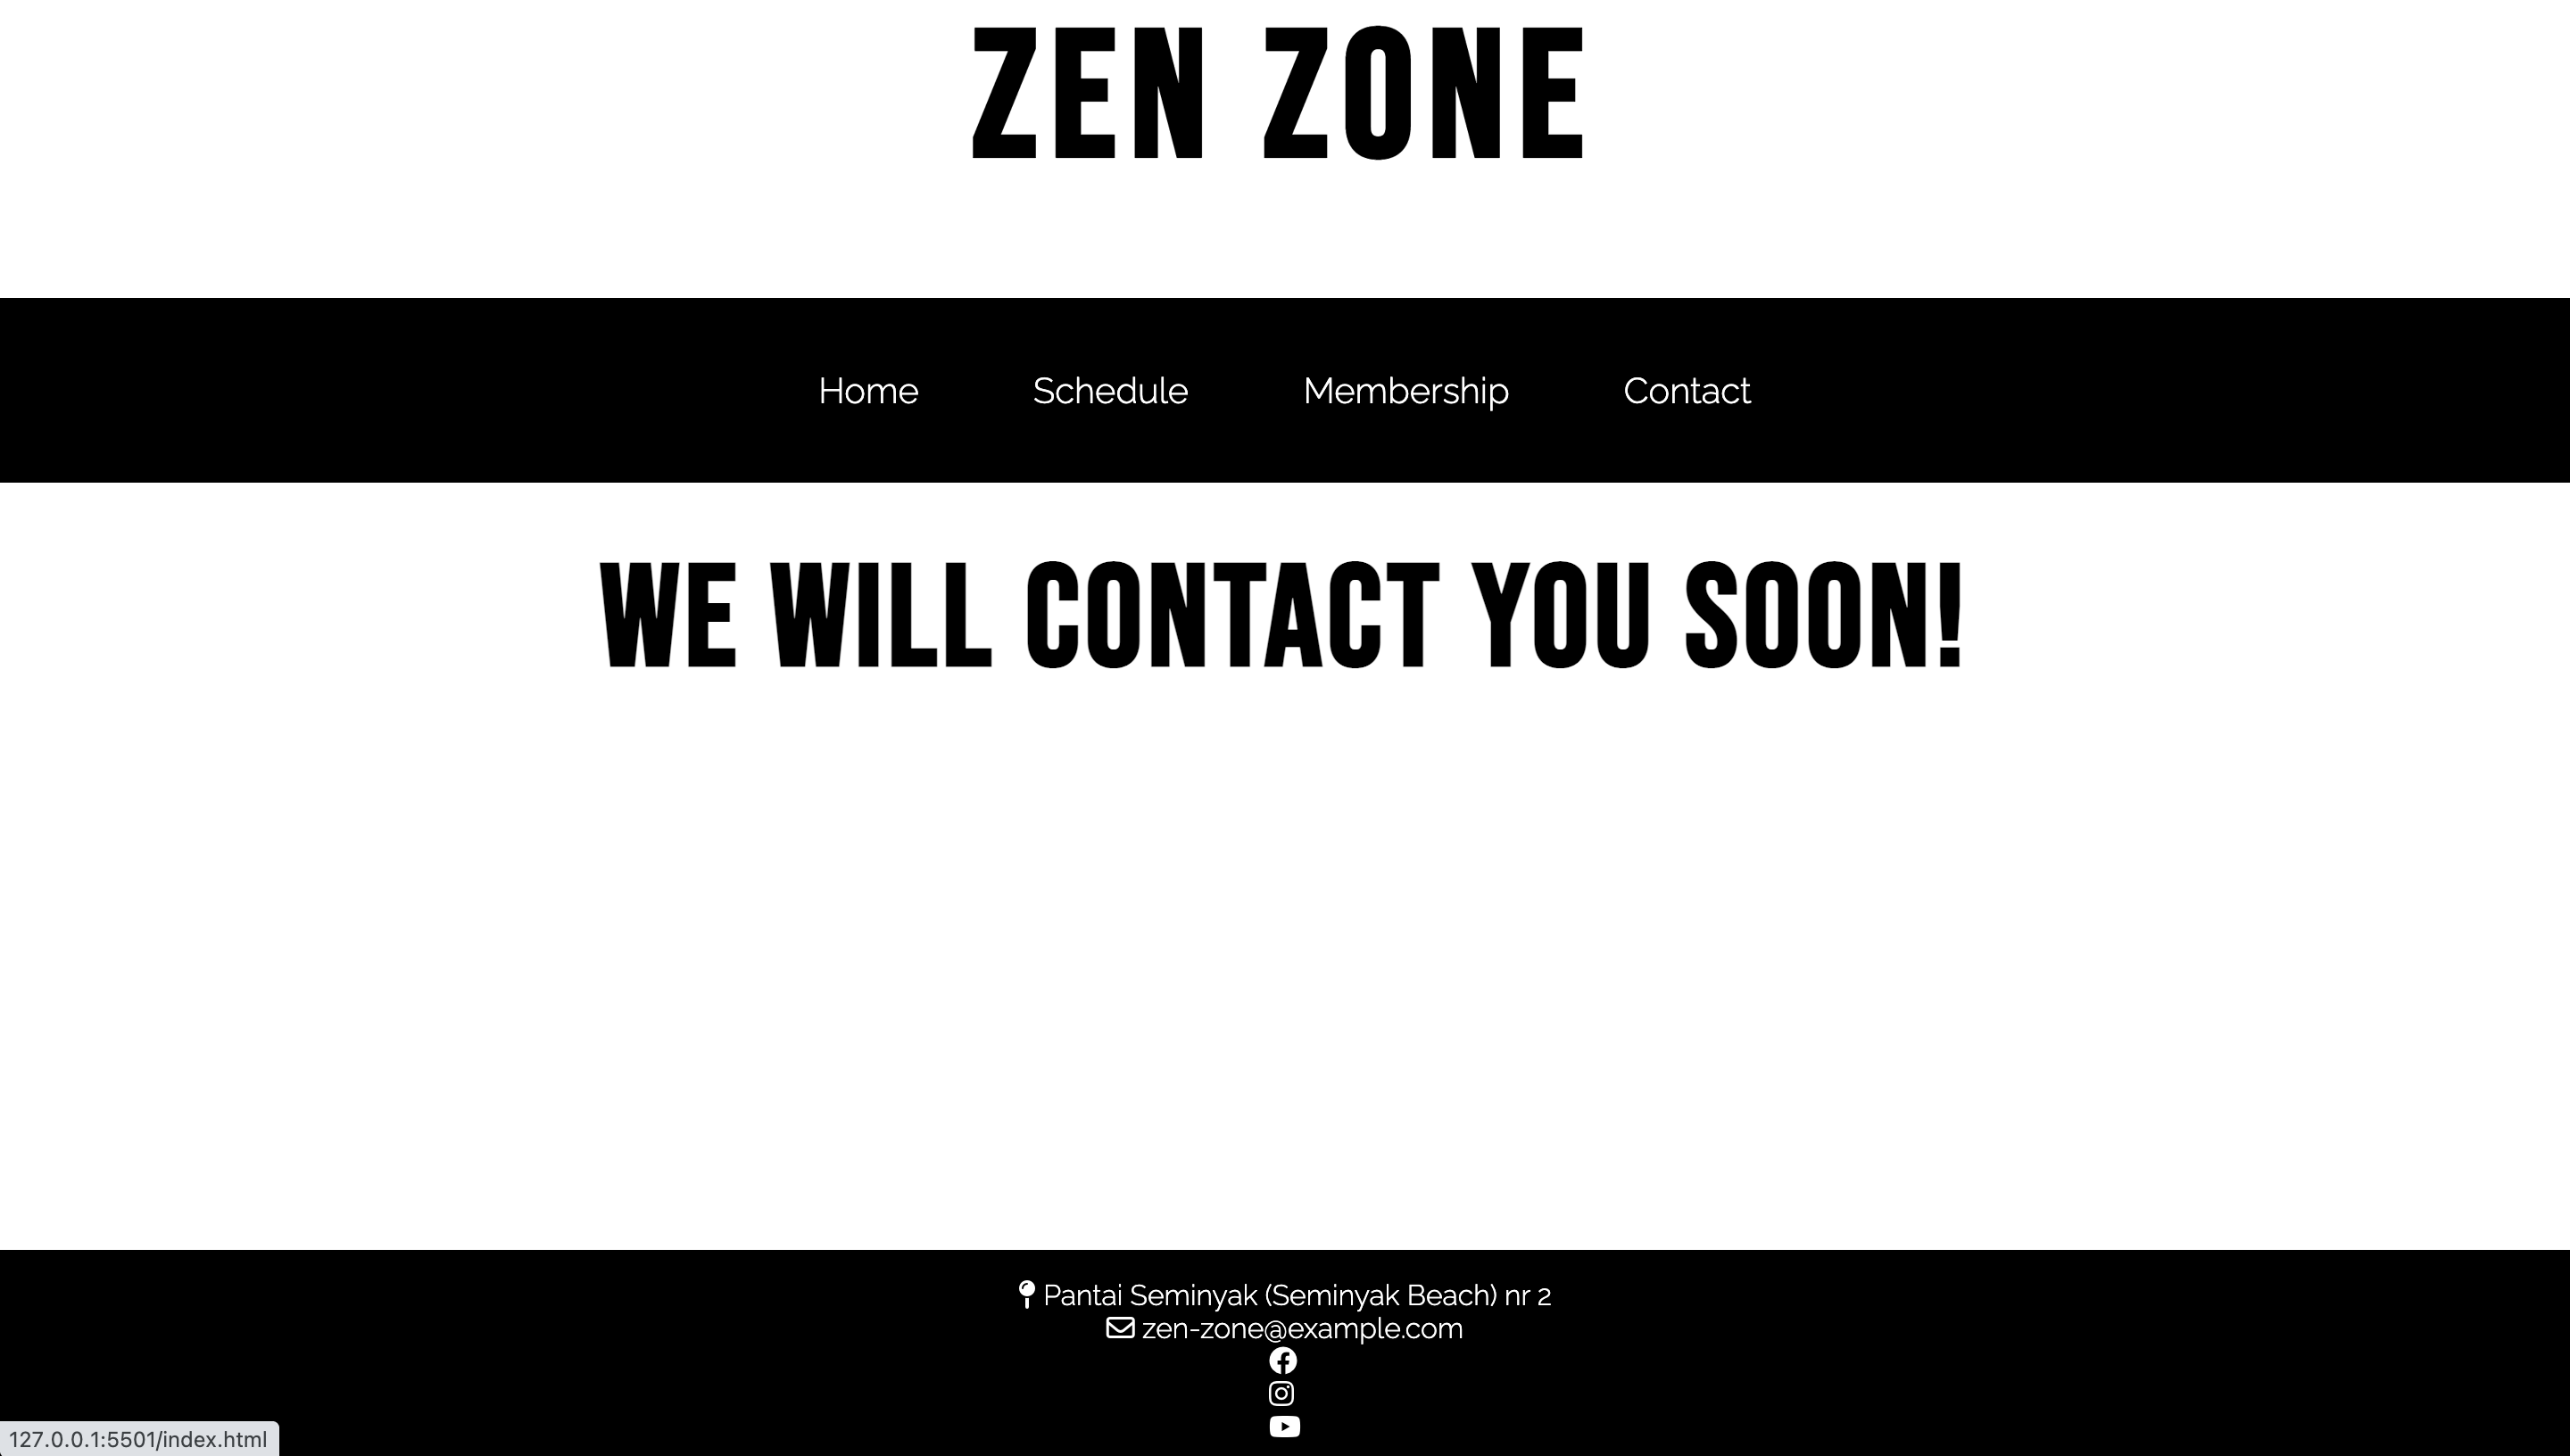 ZEN ZONE
Home Schedule Membership Contact
WE WILL CONTACT YOU SOON!
Pantai Seminyak (Seminyak Beach) nr 2
zen-zone@example.com
127.0.0.1:5501/index.html